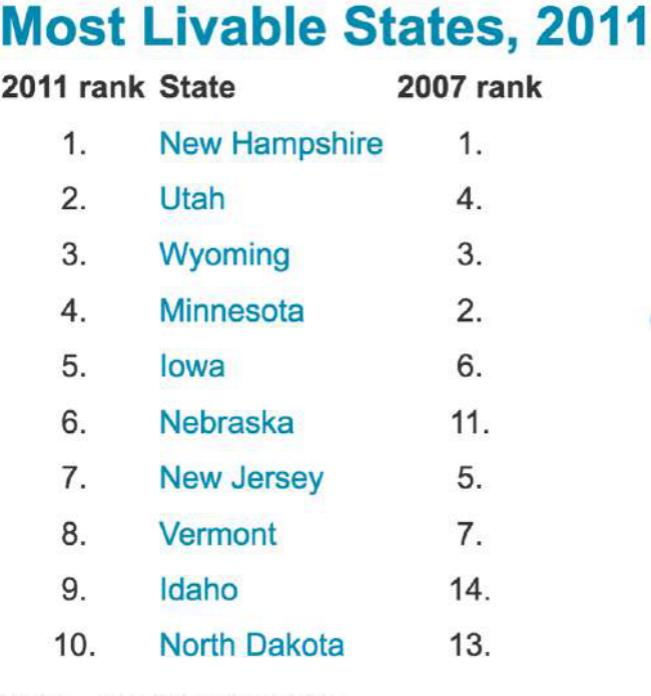 Most Livable States, 2011
2011 rank State 2007 rank
1. New Hampshire 1.
2. Utah 4.
3. Wyoming 3.
4. Minnesota 2.
5. Iowa 6.
6. Nebraska 11.
7. New Jersey 5.
8. Vermont 7.
9. Idaho 14.
10. North Dakota 13.